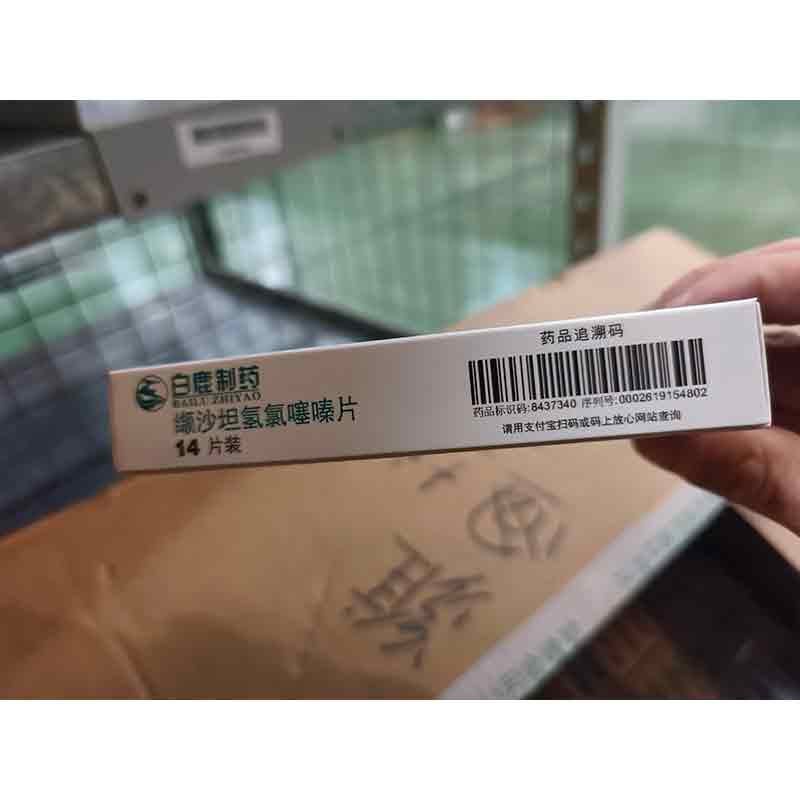 白鹿制药
BAILU ZHIYAO
缬沙坦氢氯噻嗪片
14 片装
药品追溯码
药品标识码:8437340 序列号:0002619154802
请用支付宝扫码或码上放心网站查询